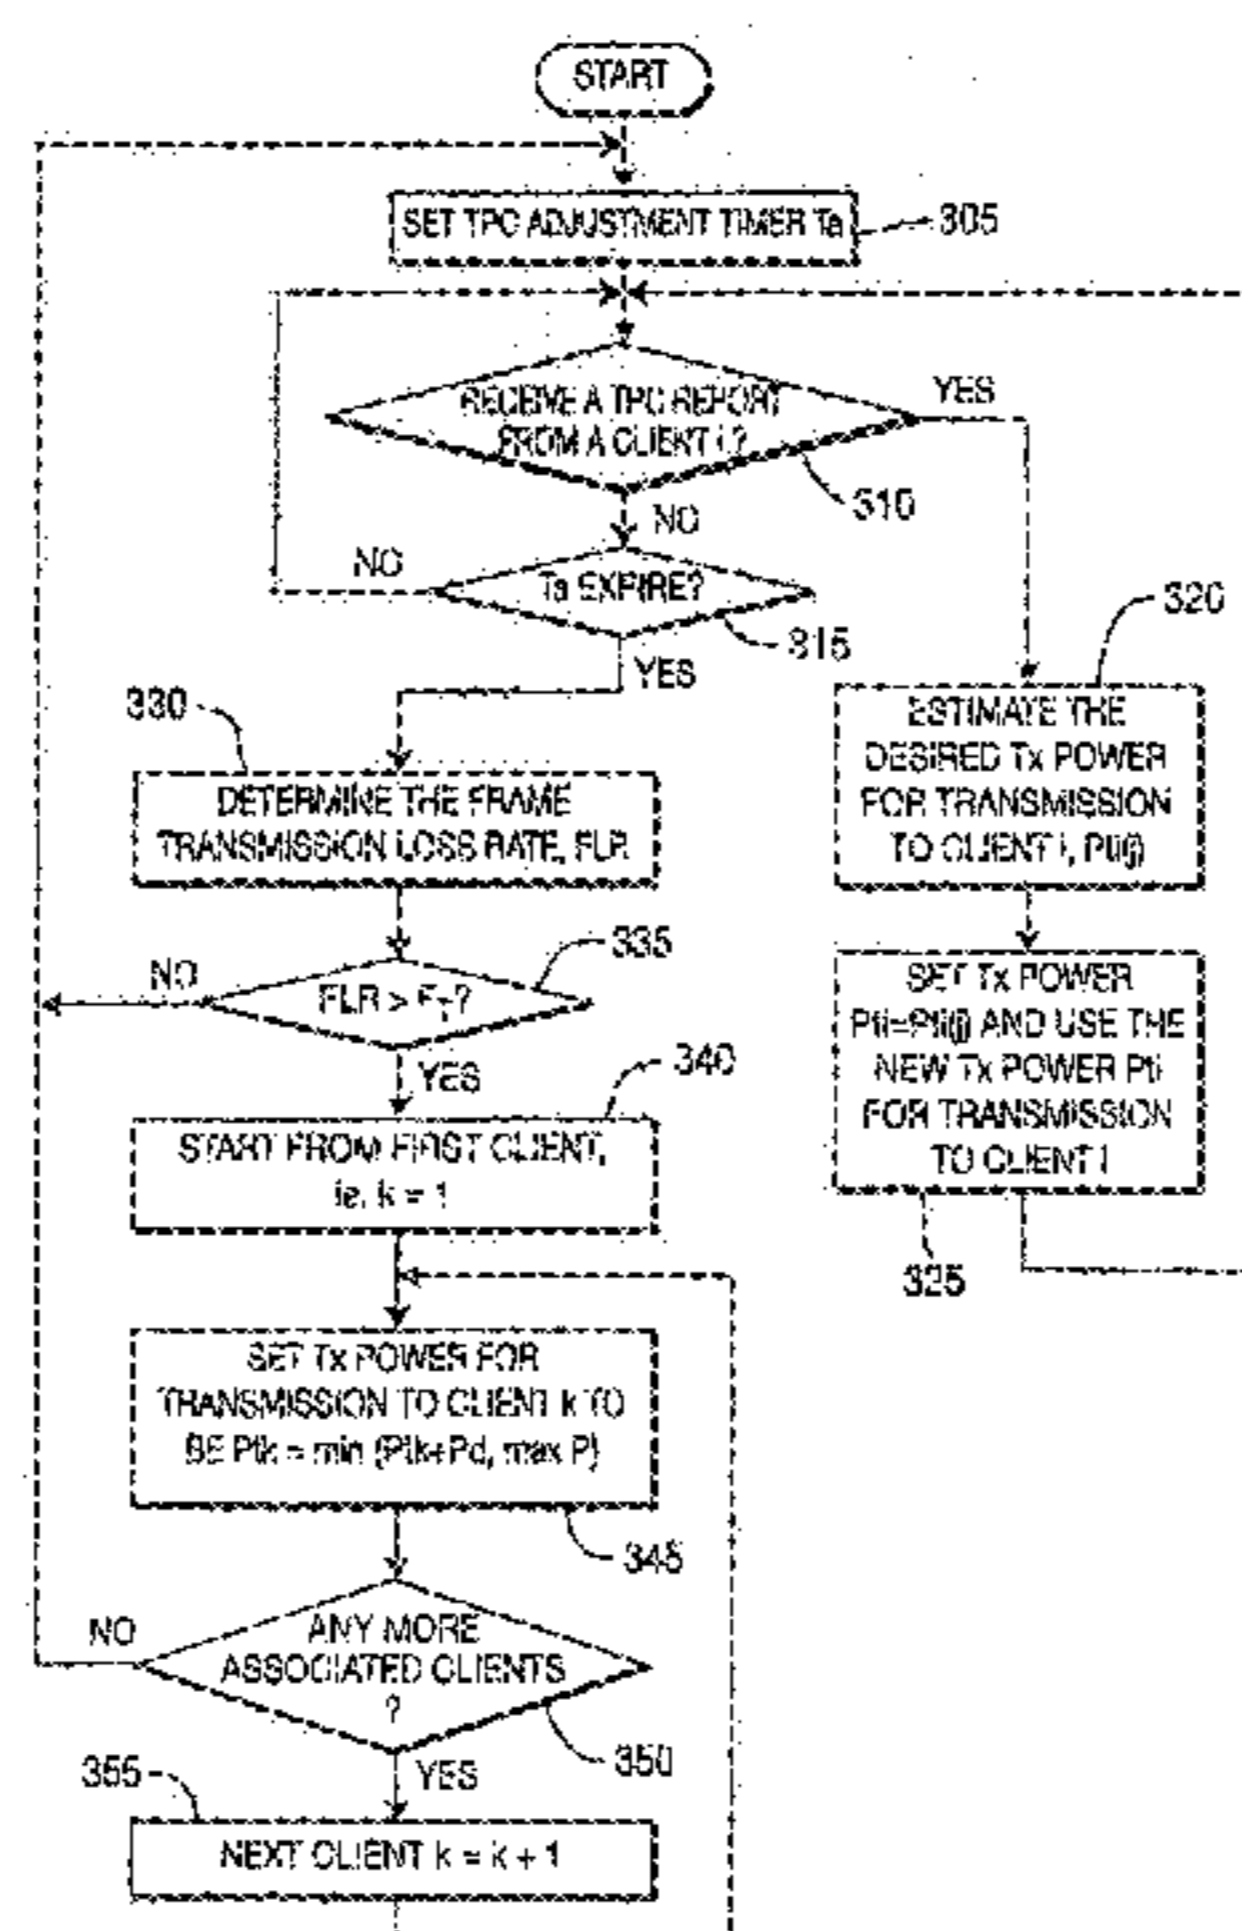 START
SET TPC ADJUSTMENT TIMER Ta
305
RECEIVE A TPC REPORT
FROM A CLIENT i?
YES
310
NO
NO
Ta EXPIRE?
315
YES
320
ESTIMATE THE
DESIRED Tx POWER
FOR TRANSMISSION
TO CLIENT i, Pti(j)
330
DETERMINE THE FRAME
TRANSMISSION LOSS RATE, FLR
SET Tx POWER
Pti=Pti(j) AND USE THE
NEW Tx POWER Pti
FOR TRANSMISSION
TO CLIENT i
325
335
NO
FLR > FT?
YES
340
START FROM FIRST CLIENT,
ie, k = 1
SET Tx POWER FOR
TRANSMISSION TO CLIENT k TO
BE Ptk = min (Ptk+Pd, max P)
345
NO
ANY MORE
ASSOCIATED CLIENTS
?
350
YES
355
NEXT CLIENT k = k + 1